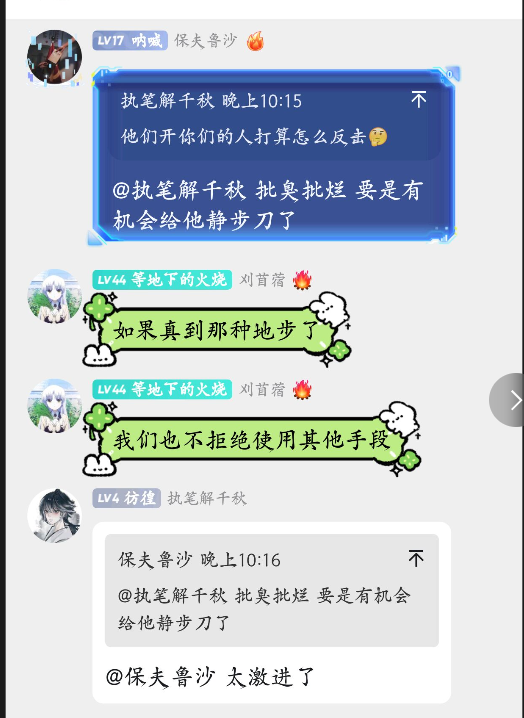 LV17 呐喊 保夫鲁沙
执笔解千秋 晚上10:15
他们开你们的人打算怎么反击
@执笔解千秋 批臭批烂 要是有
机会给他静步刀了
LV44 等地下的火烧 刈首蓿
如果真到那种地步了
LV44 等地下的火烧 刈首蓿
我们也不拒绝使用其他手段
LV4 彷徨 执笔解千秋
保夫鲁沙 晚上10:16
@执笔解千秋 批臭批烂 要是有机会
给他静步刀了
@保夫鲁沙 太激进了